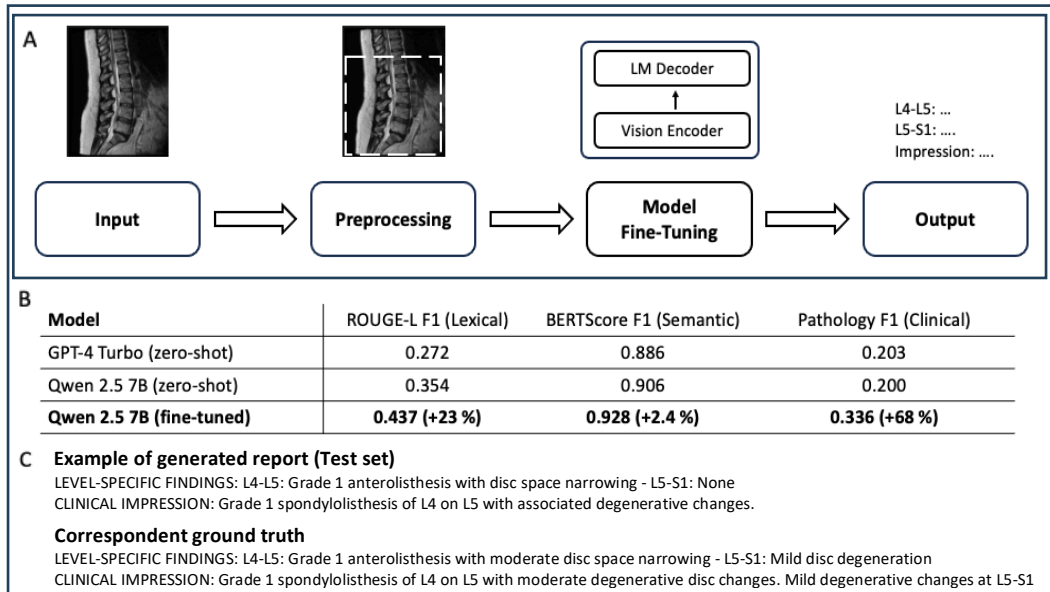 A
LM Decoder
Vision Encoder
L4-L5: ...
L5-S1: ....
Impression: ....
Input
Preprocessing
Model
Fine-Tuning
Output
B
Model ROUGE-L F1 (Lexical) BERTScore F1 (Semantic) Pathology F1 (Clinical)
GPT-4 Turbo (zero-shot) 0.272 0.886 0.203
Qwen 2.5 7B (zero-shot) 0.354 0.906 0.200
Qwen 2.5 7B (fine-tuned) 0.437 (+23 %) 0.928 (+2.4 %) 0.336 (+68 %)
C Example of generated report (Test set)
LEVEL-SPECIFIC FINDINGS: L4-L5: Grade 1 anterolisthesis with disc space narrowing - L5-S1: None
CLINICAL IMPRESSION: Grade 1 spondylolisthesis of L4 on L5 with associated degenerative changes.
Correspondent ground truth
LEVEL-SPECIFIC FINDINGS: L4-L5: Grade 1 anterolisthesis with moderate disc space narrowing - L5-S1: Mild disc degeneration
CLINICAL IMPRESSION: Grade 1 spondylolisthesis of L4 on L5 with moderate degenerative disc changes. Mild degenerative changes at L5-S1